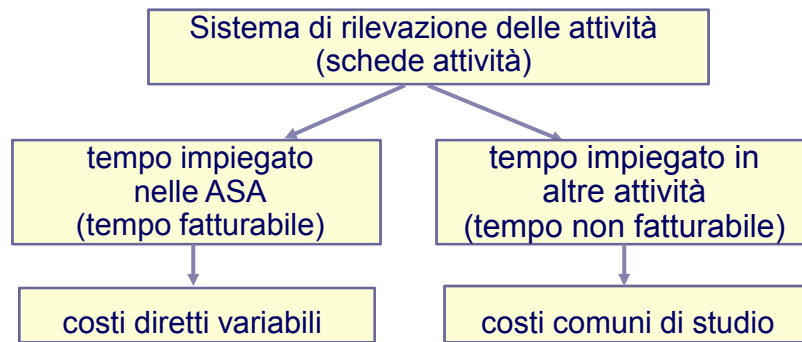 Sistema di rilevazione delle attività
(schede attività)
tempo impiegato
nelle ASA
(tempo fatturabile)
tempo impiegato in
altre attività
(tempo non fatturabile)
costi diretti variabili
costi comuni di studio